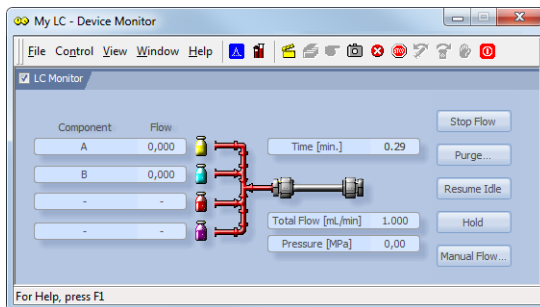 My LC - Device Monitor
File Control View Window Help
LC Monitor
Component Flow
A 0,000
B 0,000
- -
- -
Time [min.] 0.29
Total Flow [mL/min] 1.000
Pressure [MPa] 0,00
Stop Flow
Purge...
Resume Idle
Hold
Manual Flow...
For Help, press F1